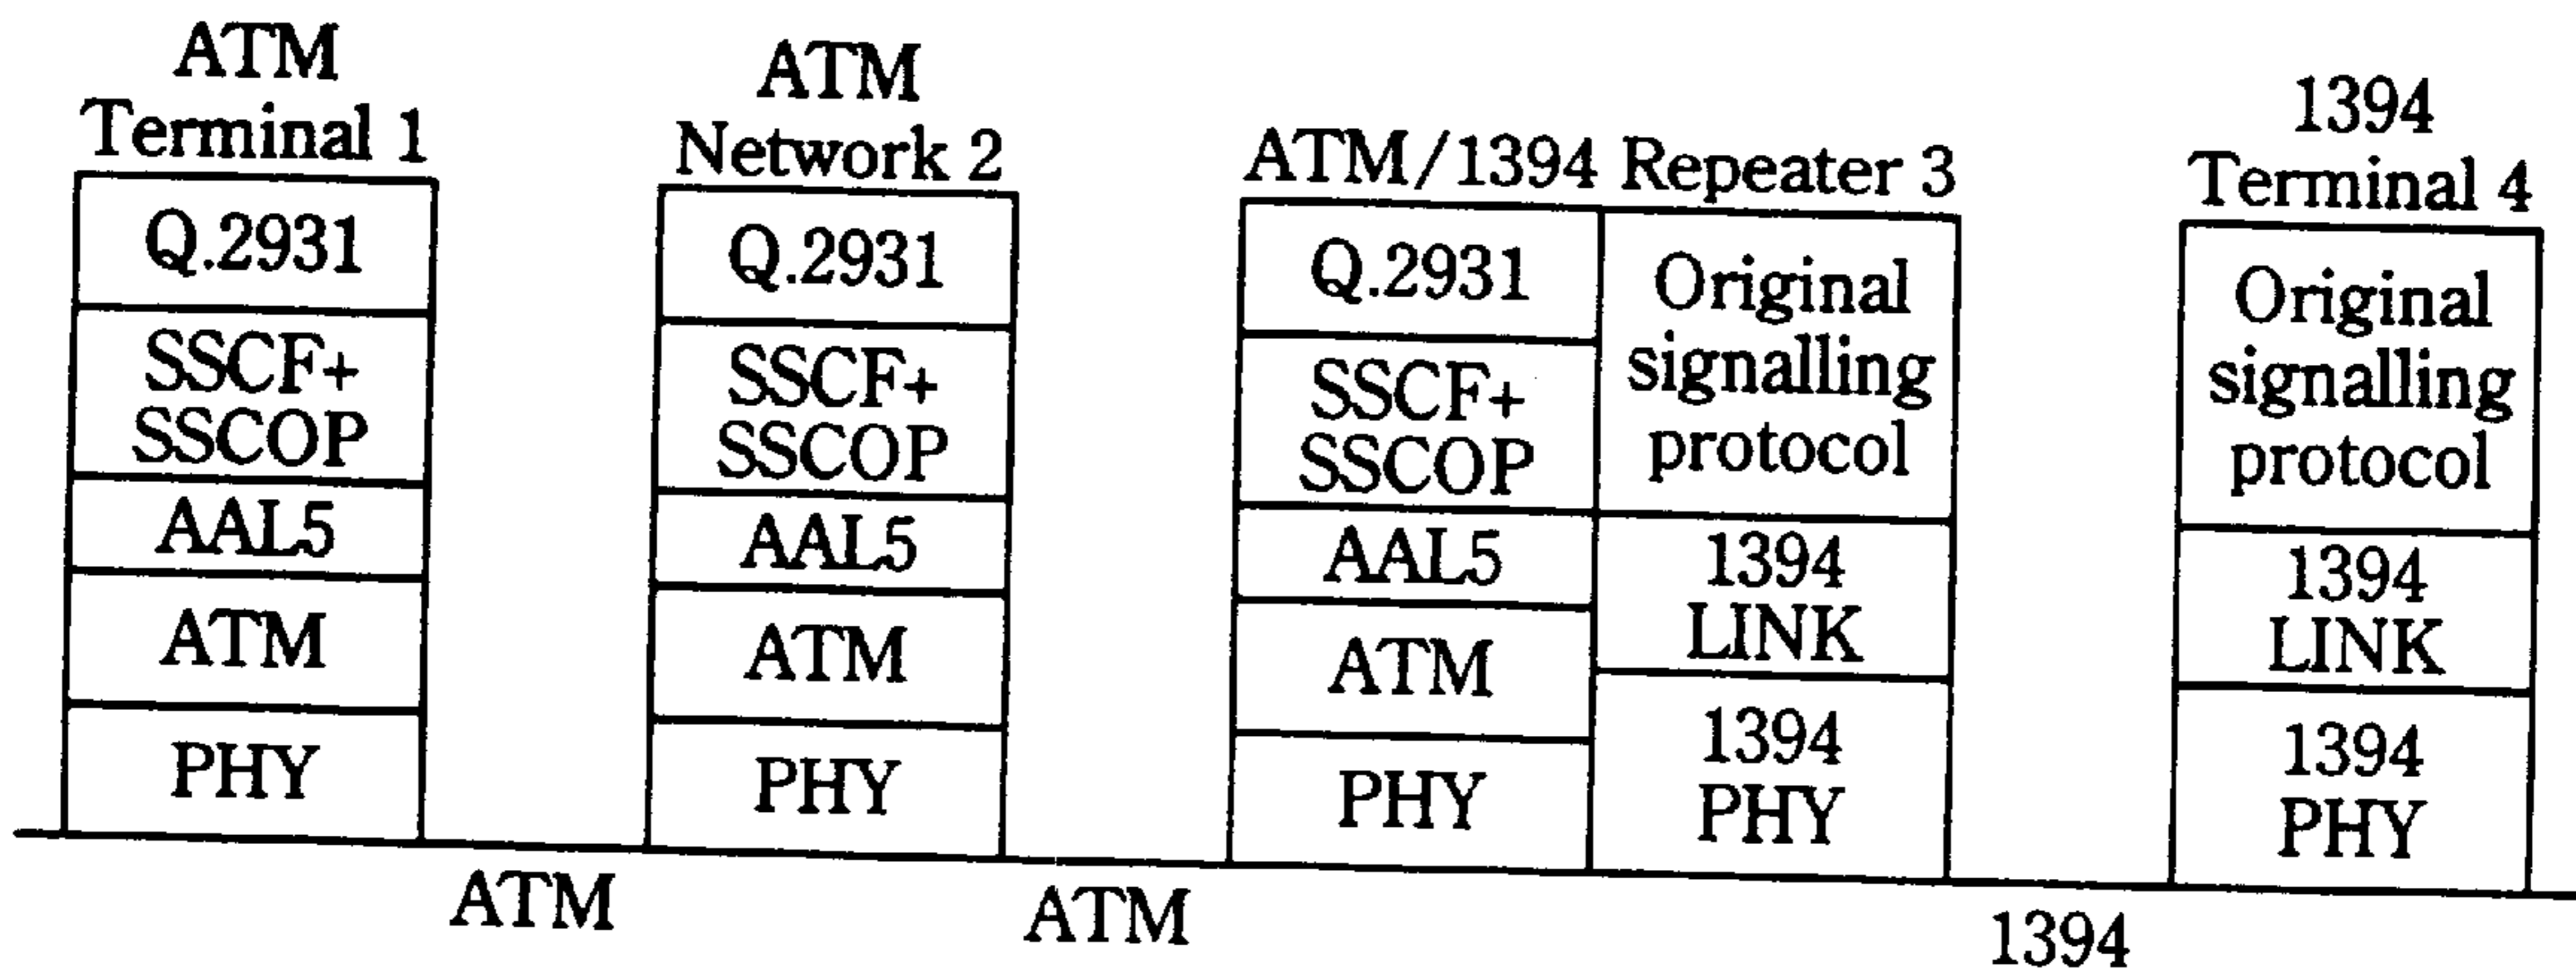 ATM
Terminal 1
Q.2931
SSCF+
SSCOP
AAL5
ATM
PHY
ATM
Network 2
Q.2931
SSCF+
SSCOP
AAL5
ATM
PHY
ATM/1394 Repeater 3
Q.2931
SSCF+
SSCOP
AAL5
ATM
PHY
Original
signalling
protocol
1394
LINK
1394
PHY
1394
Terminal 4
Original
signalling
protocol
1394
LINK
1394
PHY
ATM
ATM
1394